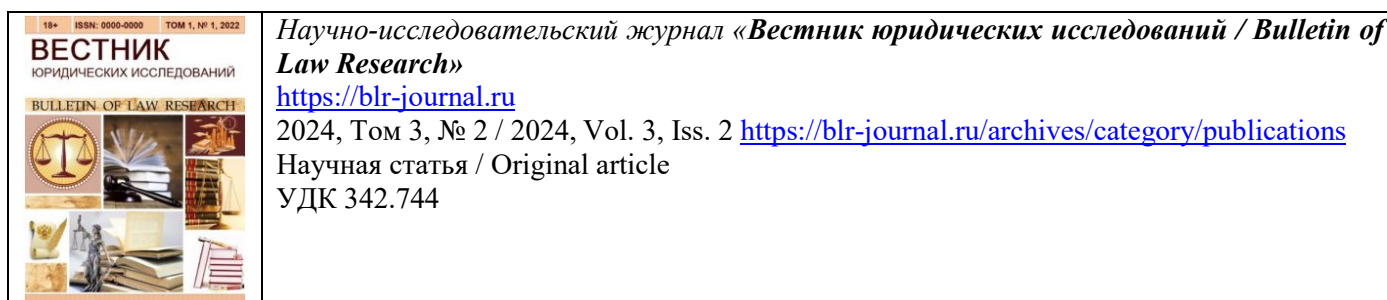 18+ ISSN: 0000-0000 ТОМ 1, № 1, 2022
ВЕСТНИК
ЮРИДИЧЕСКИХ ИССЛЕДОВАНИЙ
BULLETIN OF LAW RESEARCH
Научно-исследовательский журнал «Вестник юридических исследований / Bulletin of
Law Research»
https://blr-journal.ru
2024, Том 3, № 2 / 2024, Vol. 3, Iss. 2 https://blr-journal.ru/archives/category/publications
Научная статья / Original article
УДК 342.744